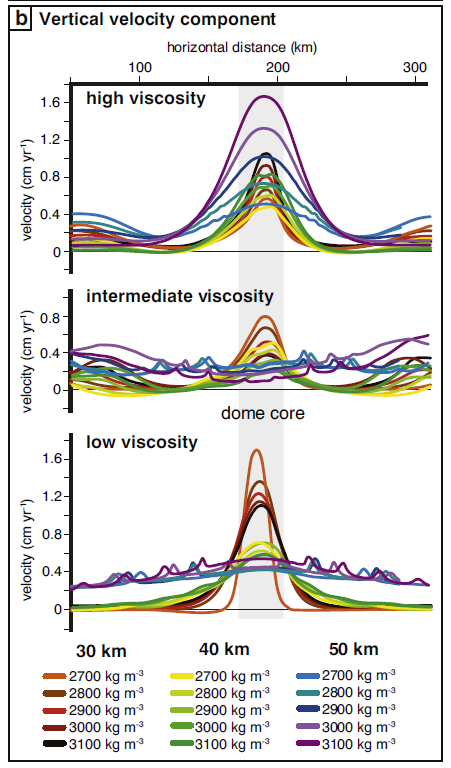 b Vertical velocity component
horizontal distance (km)
100 200 300
high viscosity
1.6
1.2
0.8
0.4
0
velocity (cm yr⁻¹)
intermediate viscosity
0.8
0.4
0
velocity (cm yr⁻¹)
dome core
low viscosity
1.6
1.2
0.8
0.4
0
velocity (cm yr⁻¹)
30 km 40 km 50 km
2700 kg m⁻³ 2700 kg m⁻³ 2700 kg m⁻³
2800 kg m⁻³ 2800 kg m⁻³ 2800 kg m⁻³
2900 kg m⁻³ 2900 kg m⁻³ 2900 kg m⁻³
3000 kg m⁻³ 3000 kg m⁻³ 3000 kg m⁻³
3100 kg m⁻³ 3100 kg m⁻³ 3100 kg m⁻³